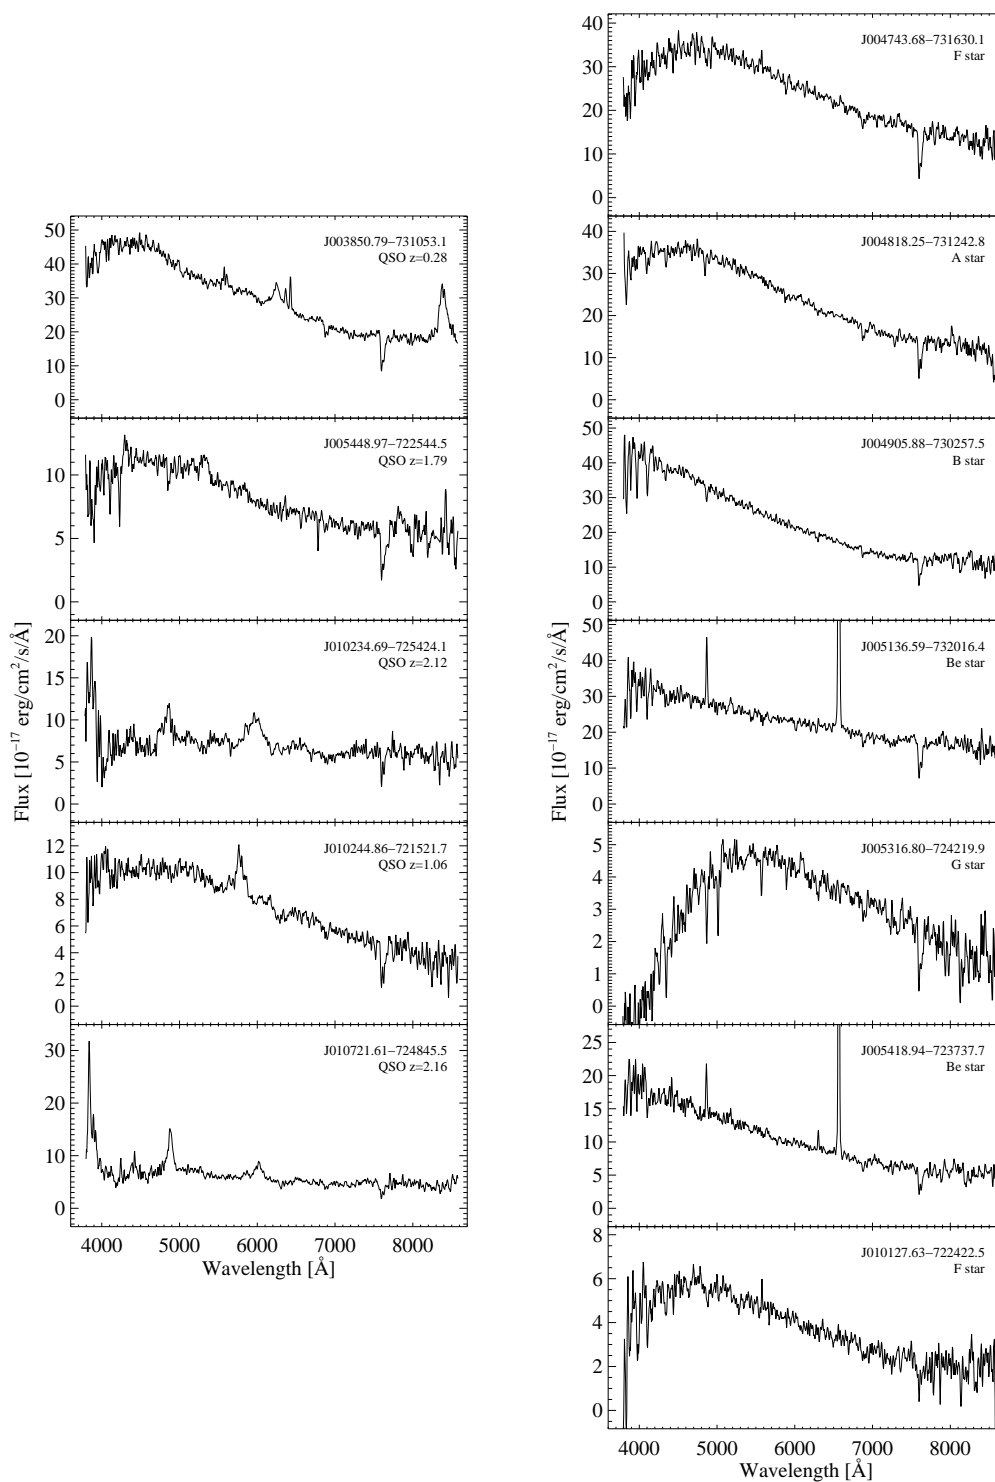 50
40
30
20
10
0
J003850.79−731053.1
QSO z=0.28
10
5
0
J005448.97−722544.5
QSO z=1.79
20
15
10
5
0
J010234.69−725424.1
QSO z=2.12
Flux [10⁻¹⁷ erg/cm²/s/Å]
12
10
8
6
4
2
0
J010244.86−721521.7
QSO z=1.06
30
20
10
0
J010721.61−724845.5
QSO z=2.16
4000 5000 6000 7000 8000
Wavelength [Å]
40
30
20
10
0
J004743.68−731630.1
F star
40
30
20
10
0
J004818.25−731242.8
A star
50
40
30
20
10
0
J004905.88−730257.5
B star
50
40
30
20
10
0
J005136.59−732016.4
Be star
Flux [10⁻¹⁷ erg/cm²/s/Å]
5
4
3
2
1
0
J005316.80−724219.9
G star
25
20
15
10
5
0
J005418.94−723737.7
Be star
8
6
4
2
0
J010127.63−722422.5
F star
4000 5000 6000 7000 8000
Wavelength [Å]